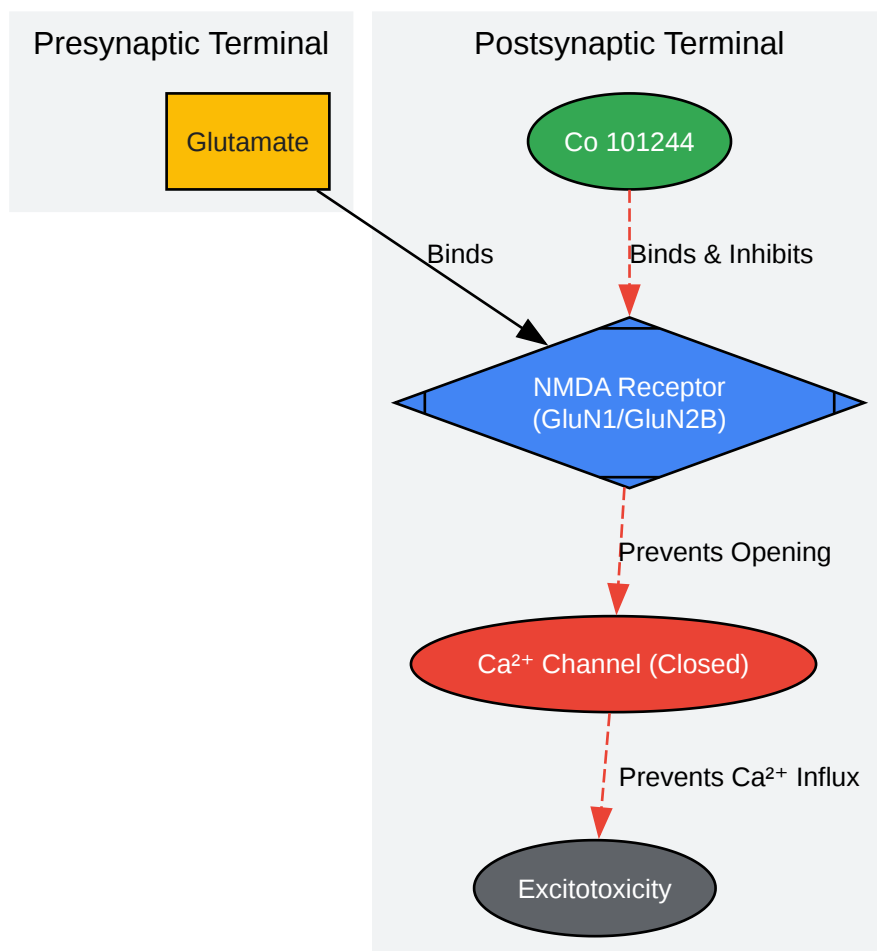 Presynaptic Terminal
Postsynaptic Terminal
Glutamate
Co 101244
Binds
Binds & Inhibits
NMDA Receptor
(GluN1/GluN2B)
Prevents Opening
Ca²⁺ Channel (Closed)
Prevents Ca²⁺ Influx
Excitotoxicity